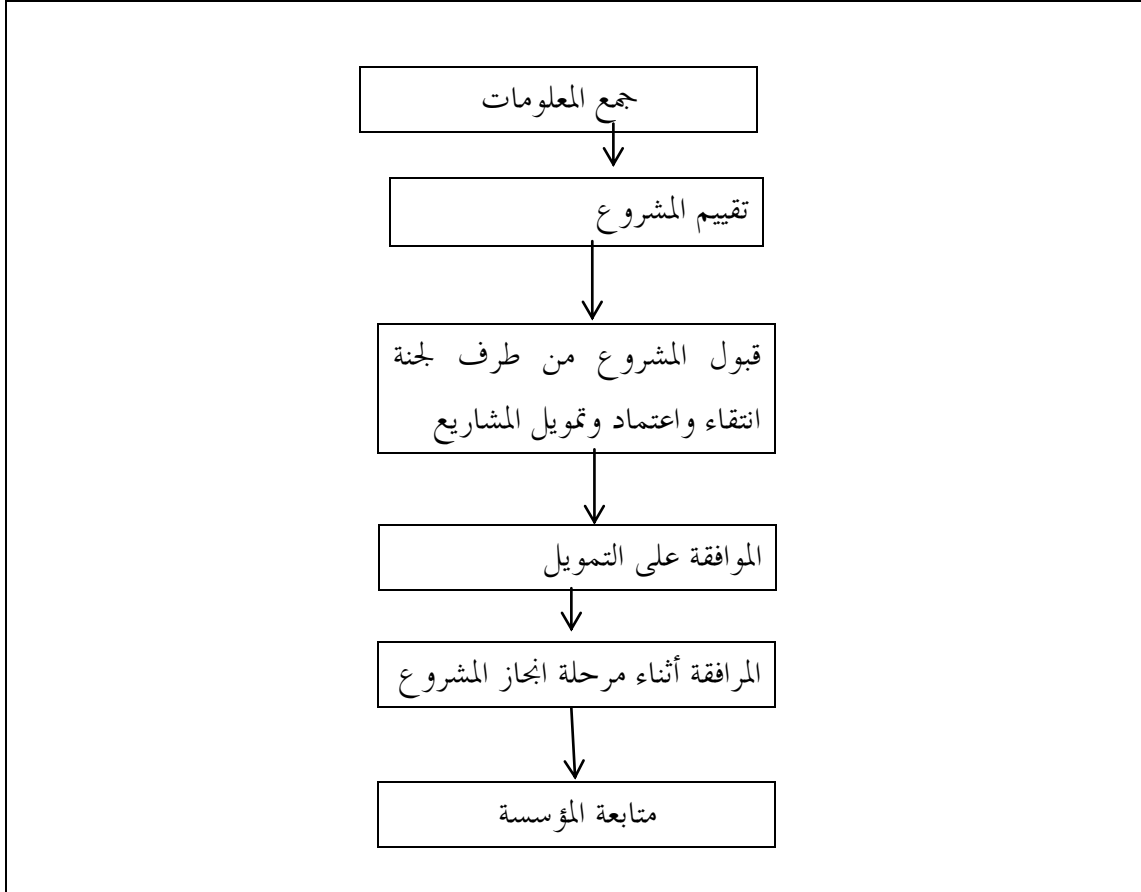 جمع المعلومات
تقييم المشروع
قبول المشروع من طرف لجنة
انتقاء واعتماد وتمويل المشاريع
الموافقة على التمويل
المرافقة أثناء مرحلة انجاز المشروع
متابعة المؤسسة